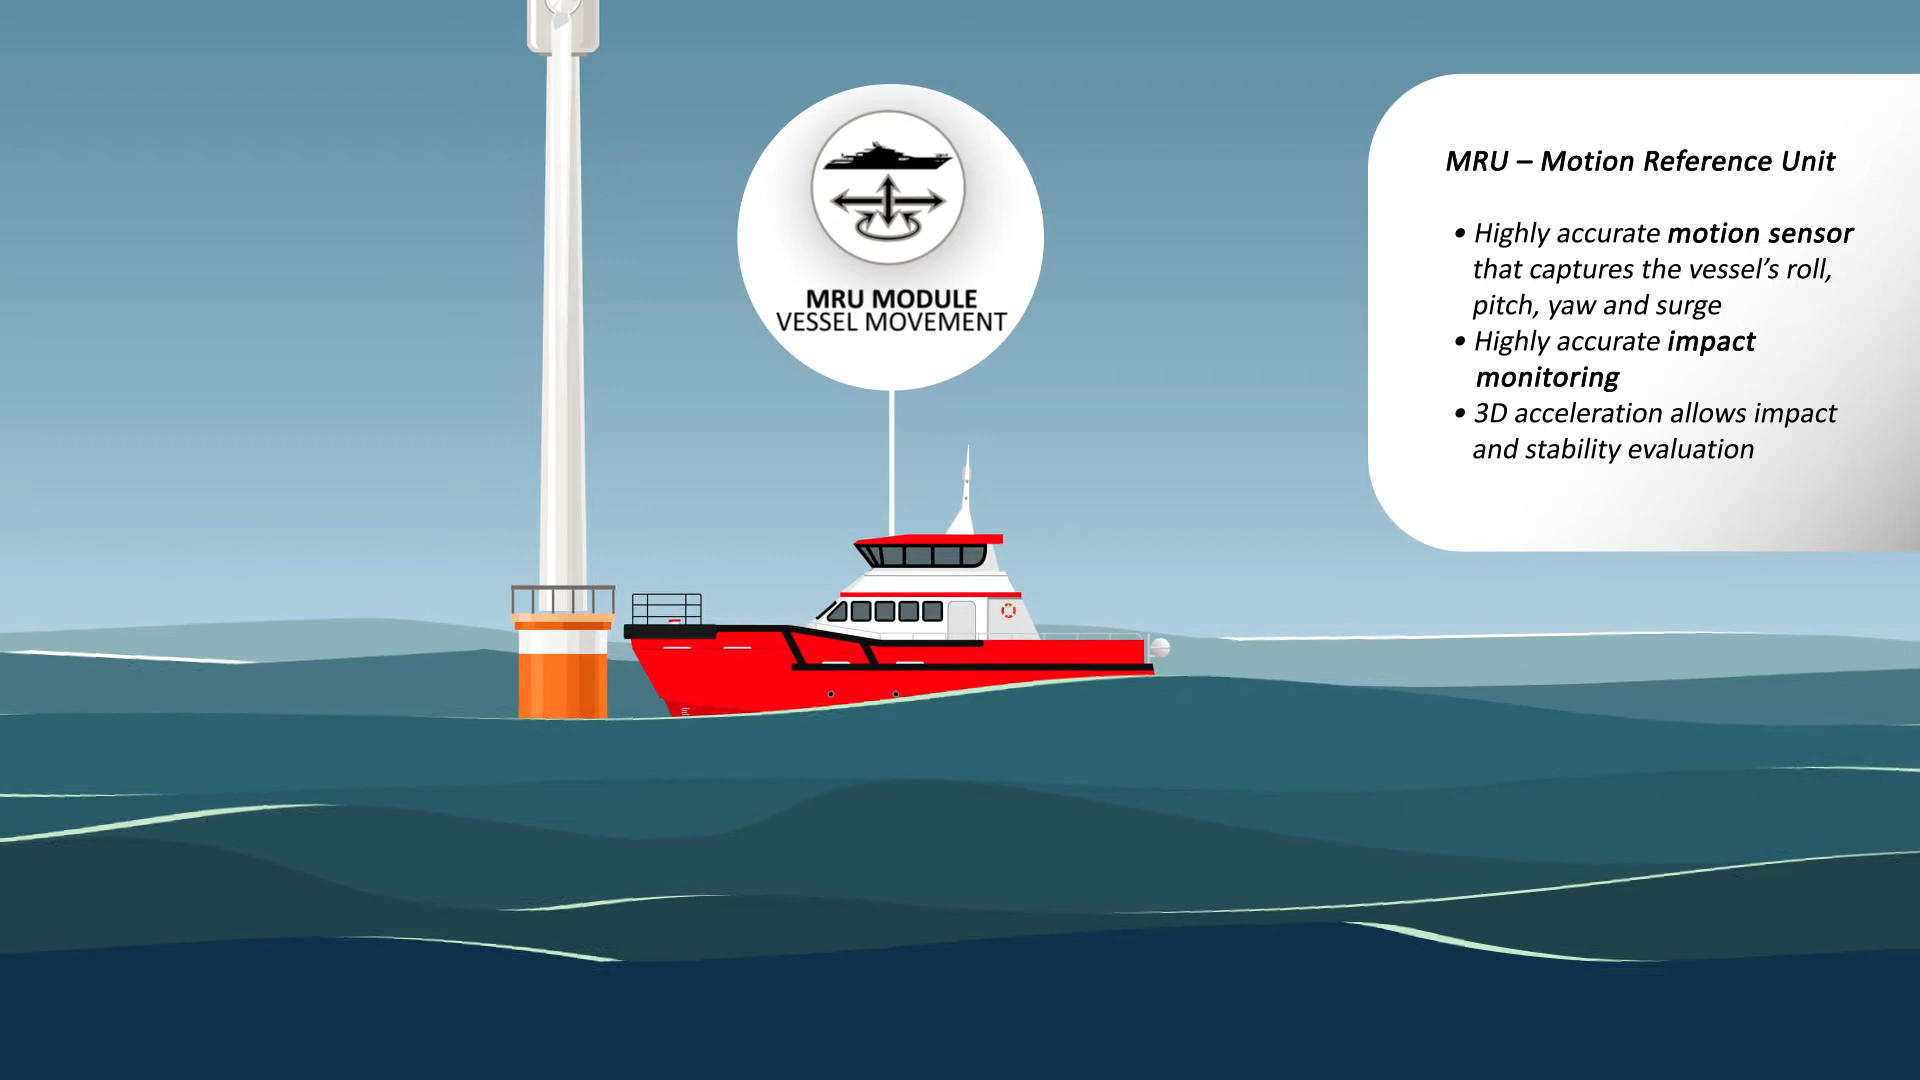 MRU MODULE
VESSEL MOVEMENT
MRU – Motion Reference Unit
• Highly accurate motion sensor
that captures the vessel’s roll,
pitch, yaw and surge
• Highly accurate impact
monitoring
• 3D acceleration allows impact
and stability evaluation